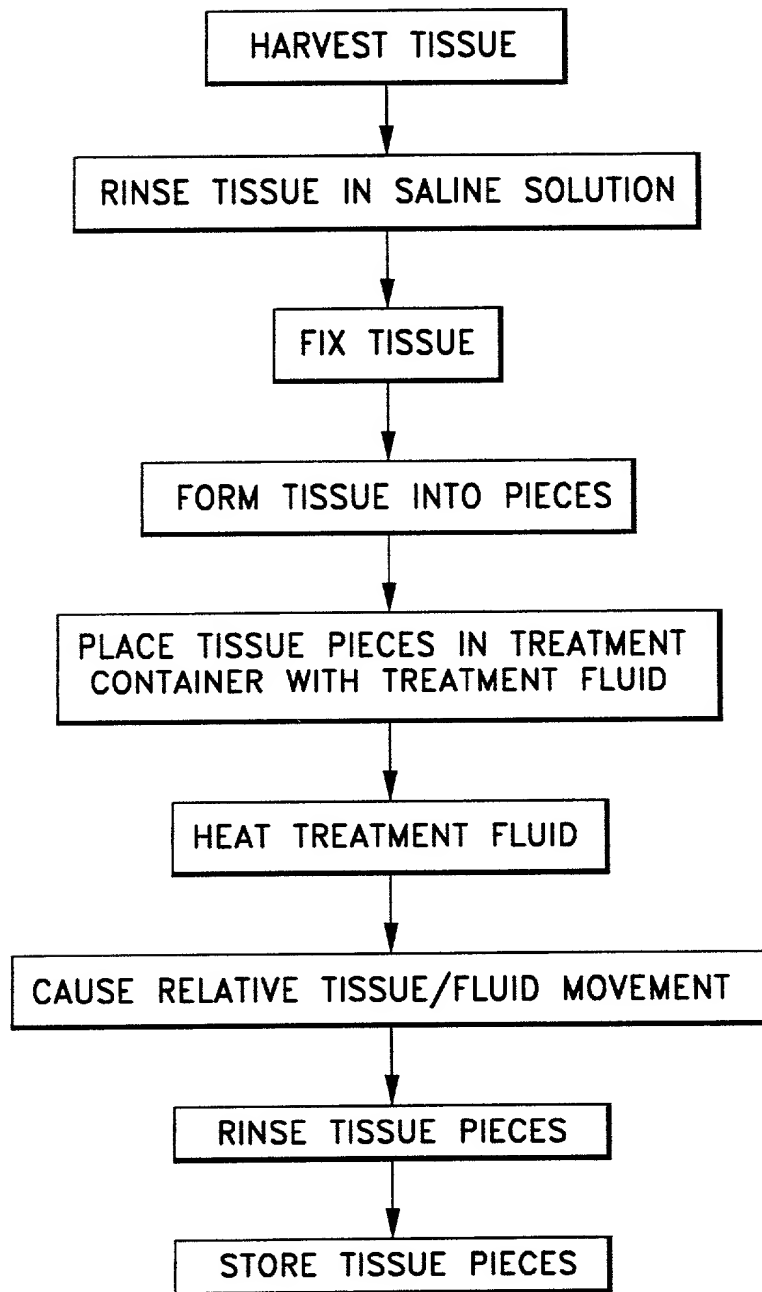 HARVEST TISSUE
RINSE TISSUE IN SALINE SOLUTION
FIX TISSUE
FORM TISSUE INTO PIECES
PLACE TISSUE PIECES IN TREATMENT
CONTAINER WITH TREATMENT FLUID
HEAT TREATMENT FLUID
CAUSE RELATIVE TISSUE/FLUID MOVEMENT
RINSE TISSUE PIECES
STORE TISSUE PIECES